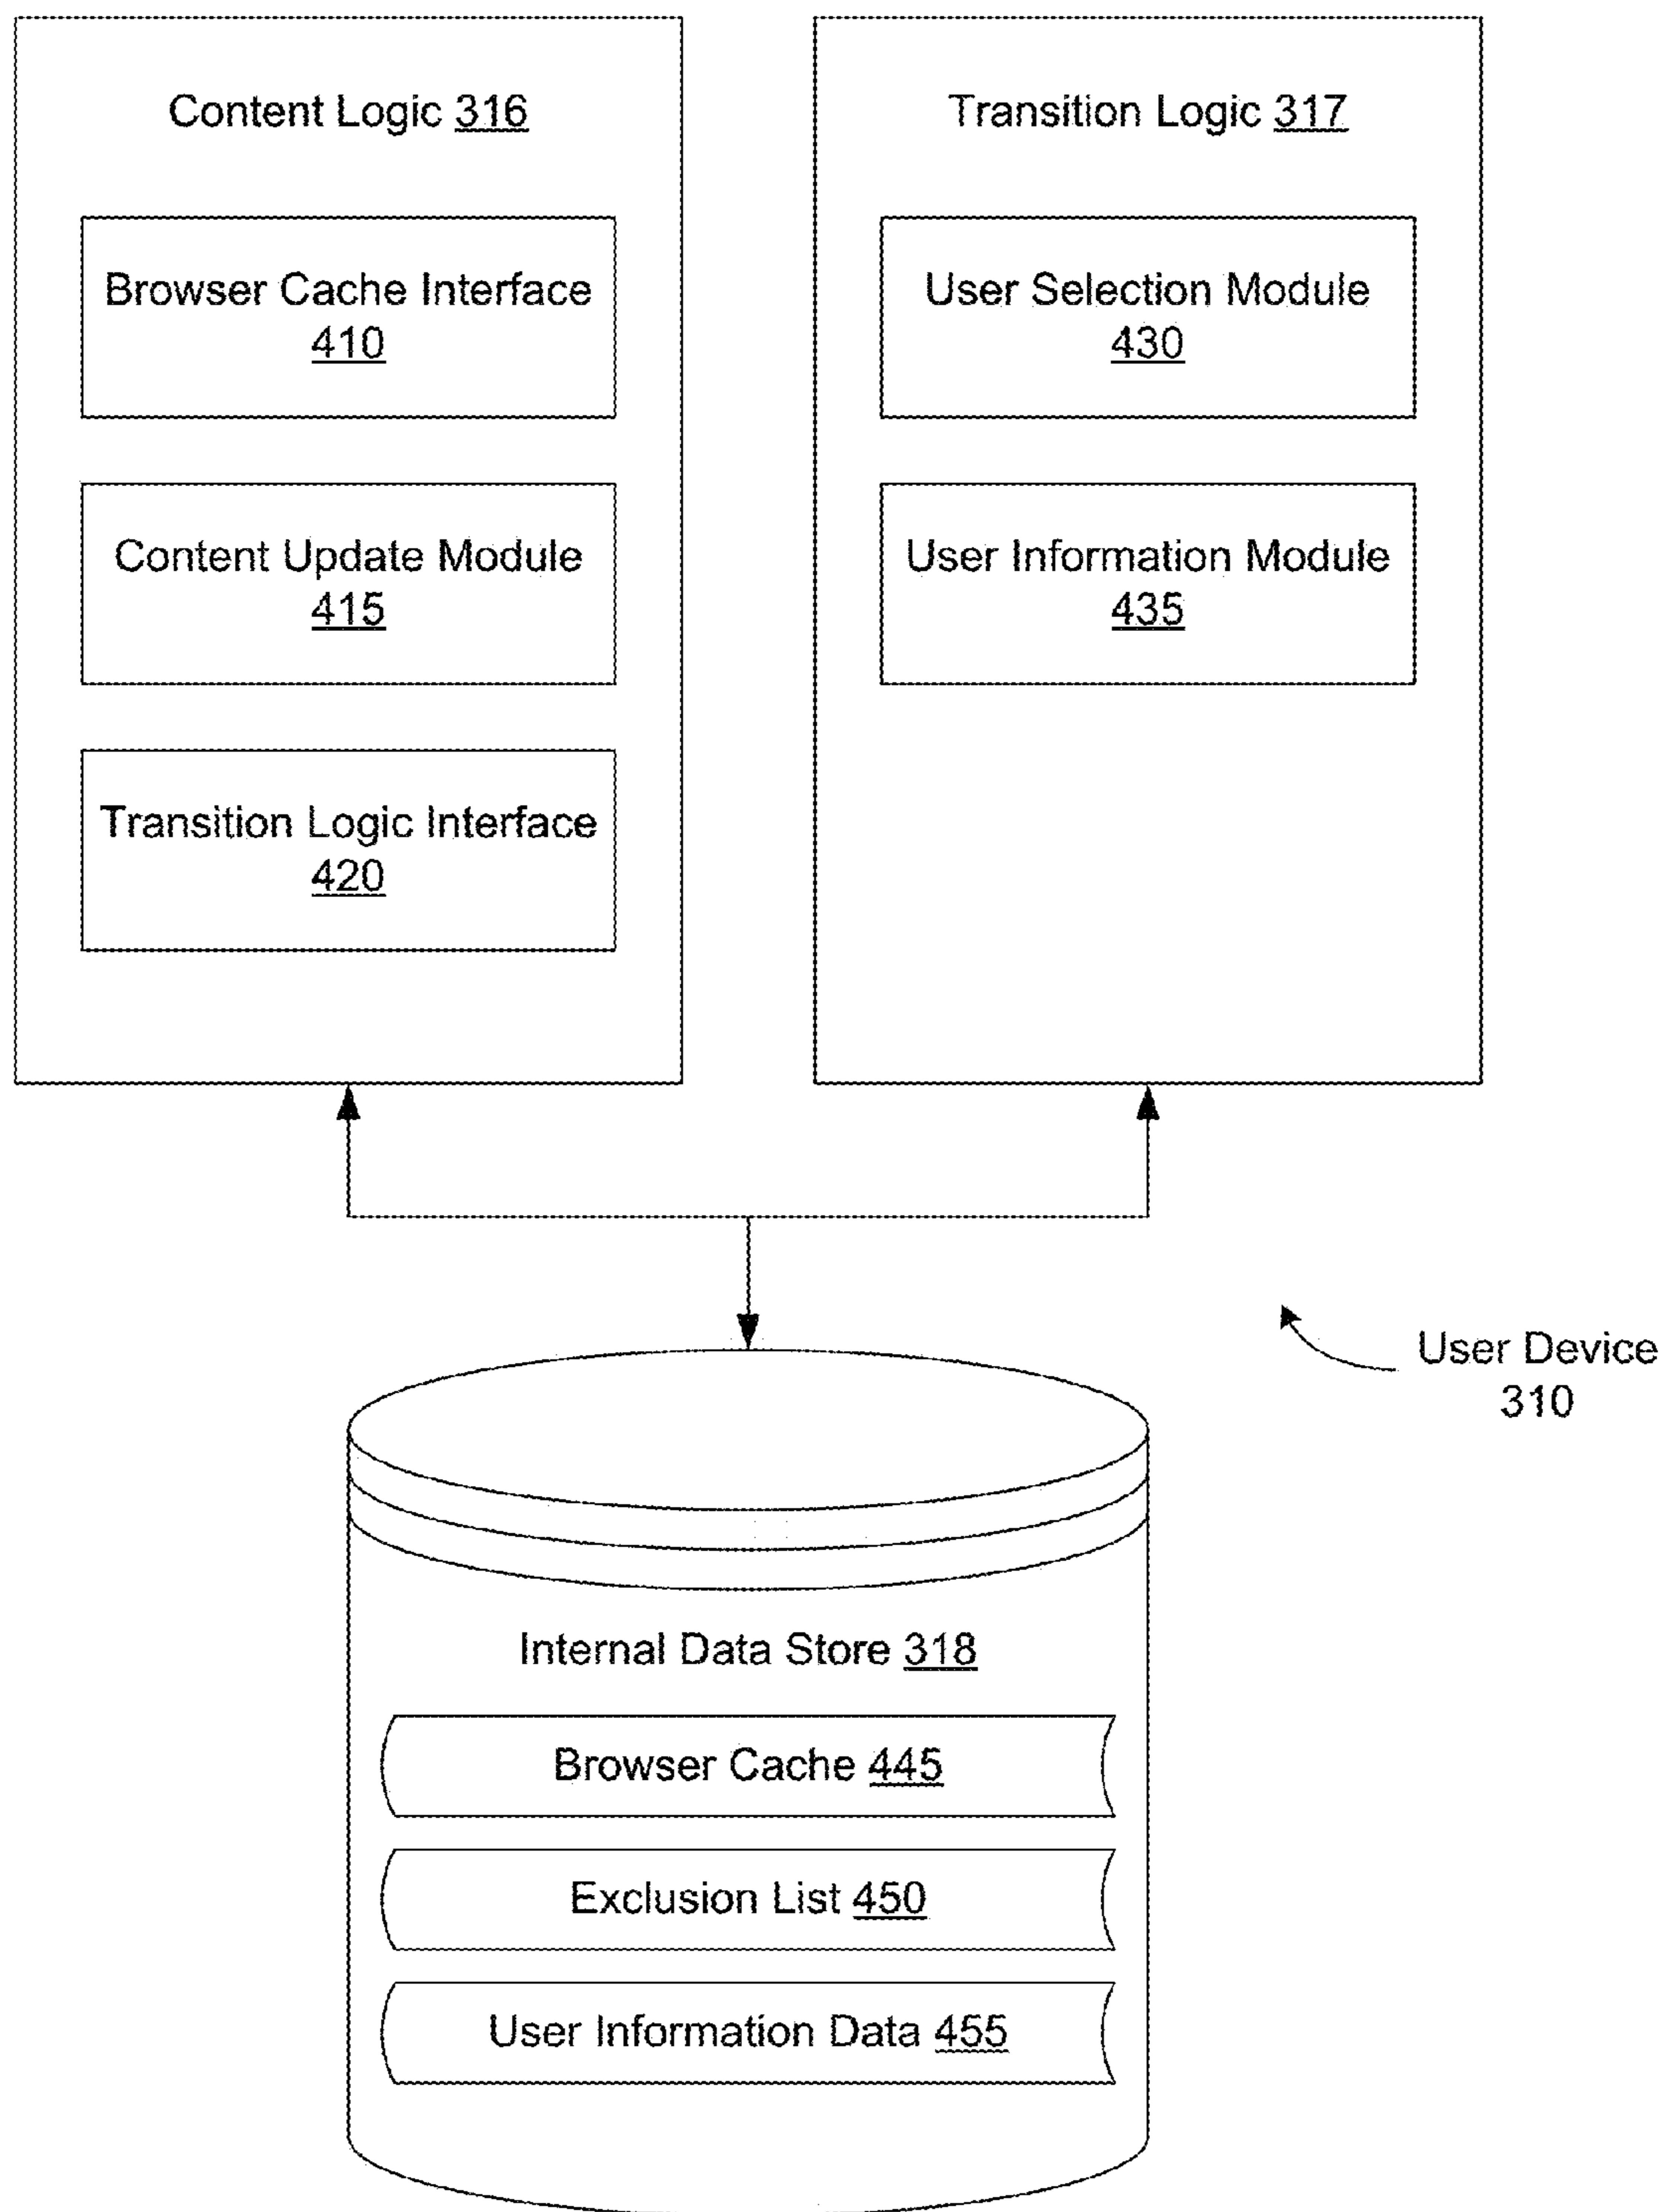 Content Logic 316
Browser Cache Interface
410
Content Update Module
415
Transition Logic Interface
420
Transition Logic 317
User Selection Module
430
User Information Module
435
User Device
310
Internal Data Store 318
Browser Cache 445
Exclusion List 450
User Information Data 455